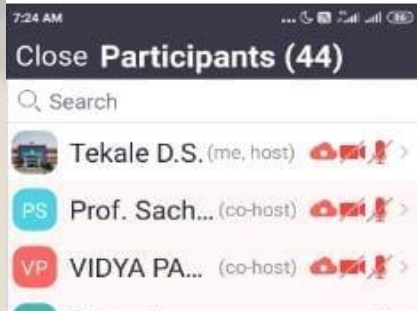 7:24 AM ...
Close Participants (44)
Search
Tekale D.S. (me, host)
PS Prof. Sach... (co-host)
VP VIDYA PA... (co-host)